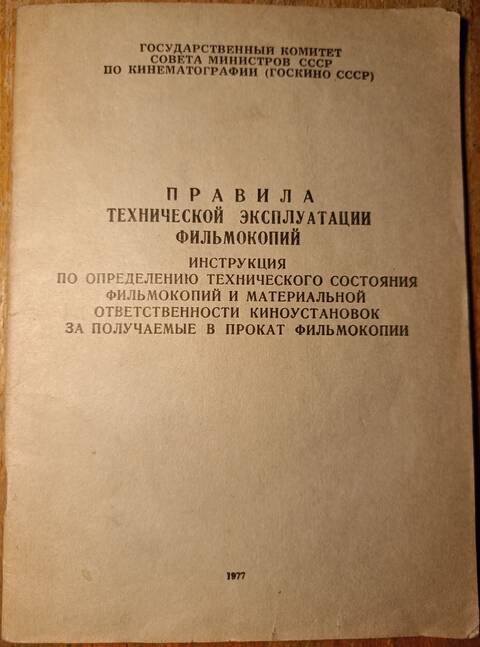 ГОСУДАРСТВЕННЫЙ КОМИТЕТ
СОВЕТА МИНИСТРОВ СССР
ПО КИНЕМАТОГРАФИИ (ГОСКИНО СССР)
ПРАВИЛА
ТЕХНИЧЕСКОЙ ЭКСПЛУАТАЦИИ
ФИЛЬМОКОПИЙ
ИНСТРУКЦИЯ
ПО ОПРЕДЕЛЕНИЮ ТЕХНИЧЕСКОГО СОСТОЯНИЯ
ФИЛЬМОКОПИЙ И МАТЕРИАЛЬНОЙ
ОТВЕТСТВЕННОСТИ КИНОУСТАНОВОК
ЗА ПОЛУЧАЕМЫЕ В ПРОКАТ ФИЛЬМОКОПИИ
1977